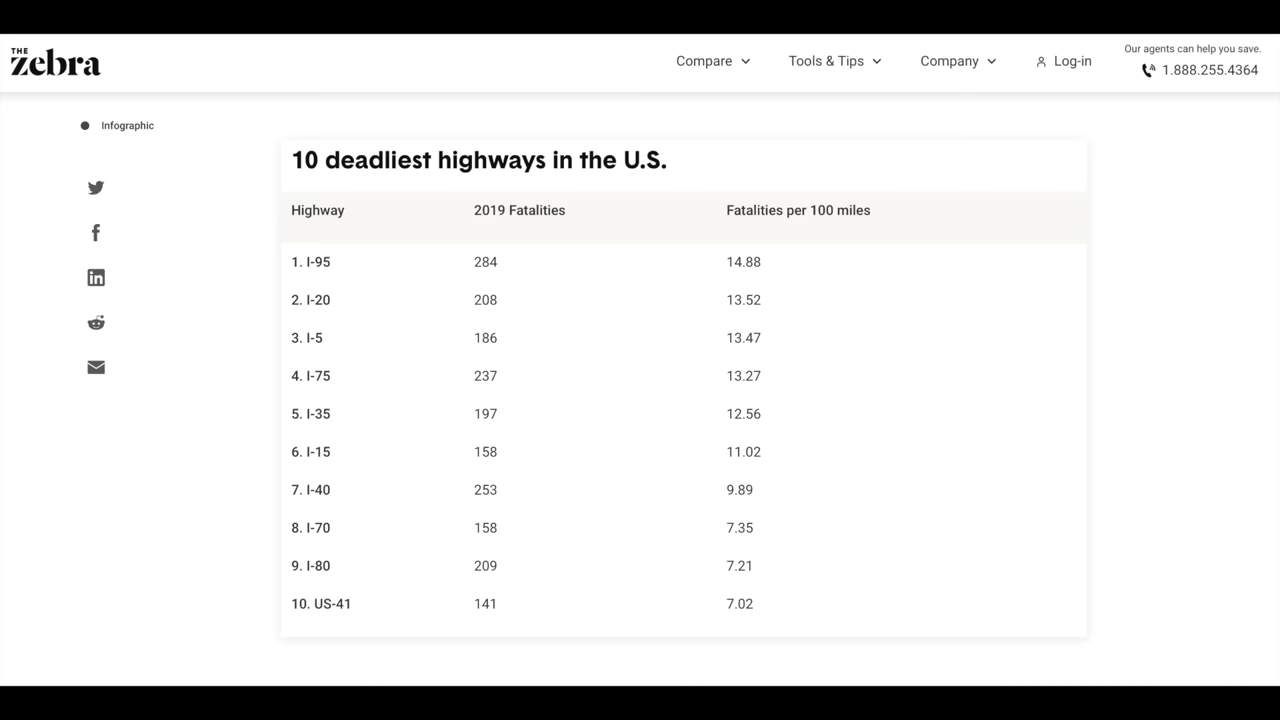 THE
zebra
Compare
Tools & Tips
Company
Log-in
Our agents can help you save.
1.888.255.4364
Infographic
10 deadliest highways in the U.S.
Highway 2019 Fatalities Fatalities per 100 miles
1. I-95 284 14.88
2. I-20 208 13.52
3. I-5 186 13.47
4. I-75 237 13.27
5. I-35 197 12.56
6. I-15 158 11.02
7. I-40 253 9.89
8. I-70 158 7.35
9. I-80 209 7.21
10. US-41 141 7.02